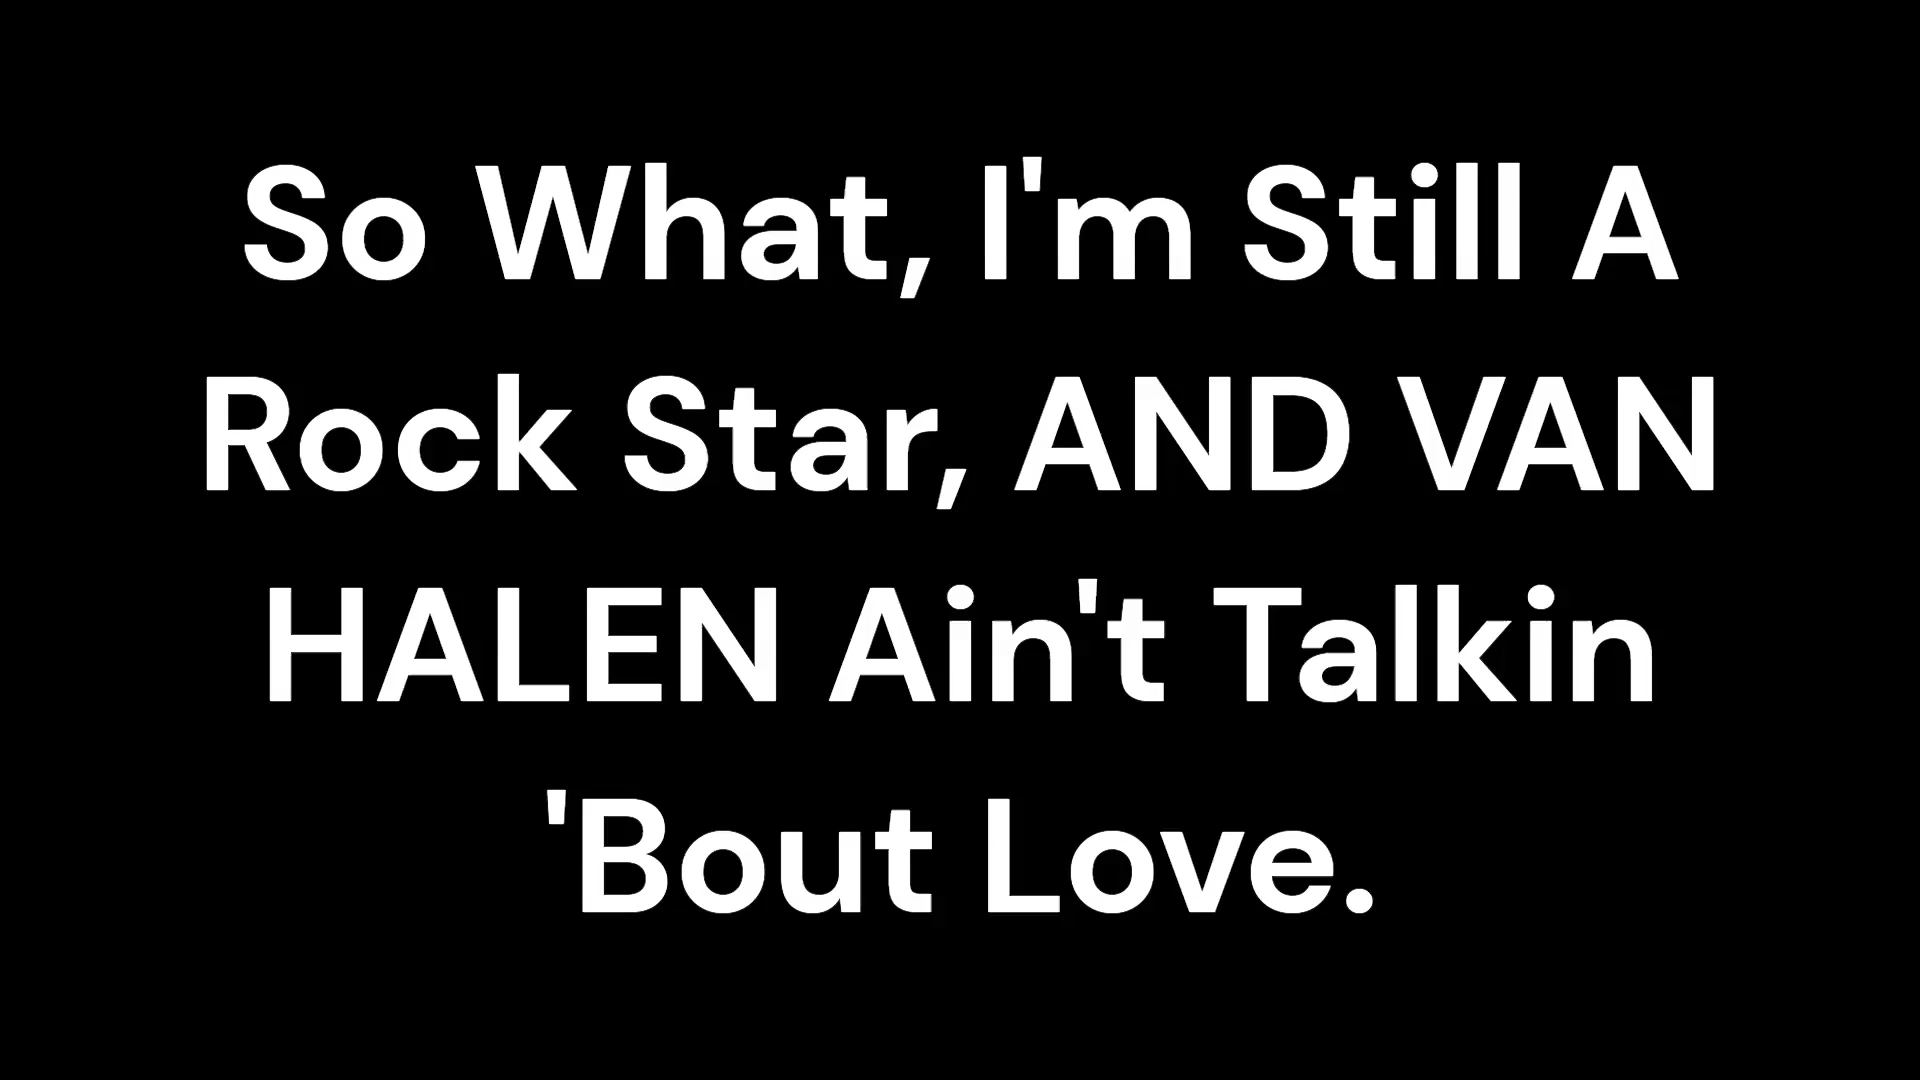 So What, I'm Still A
Rock Star, AND VAN
HALEN Ain't Talkin
'Bout Love.